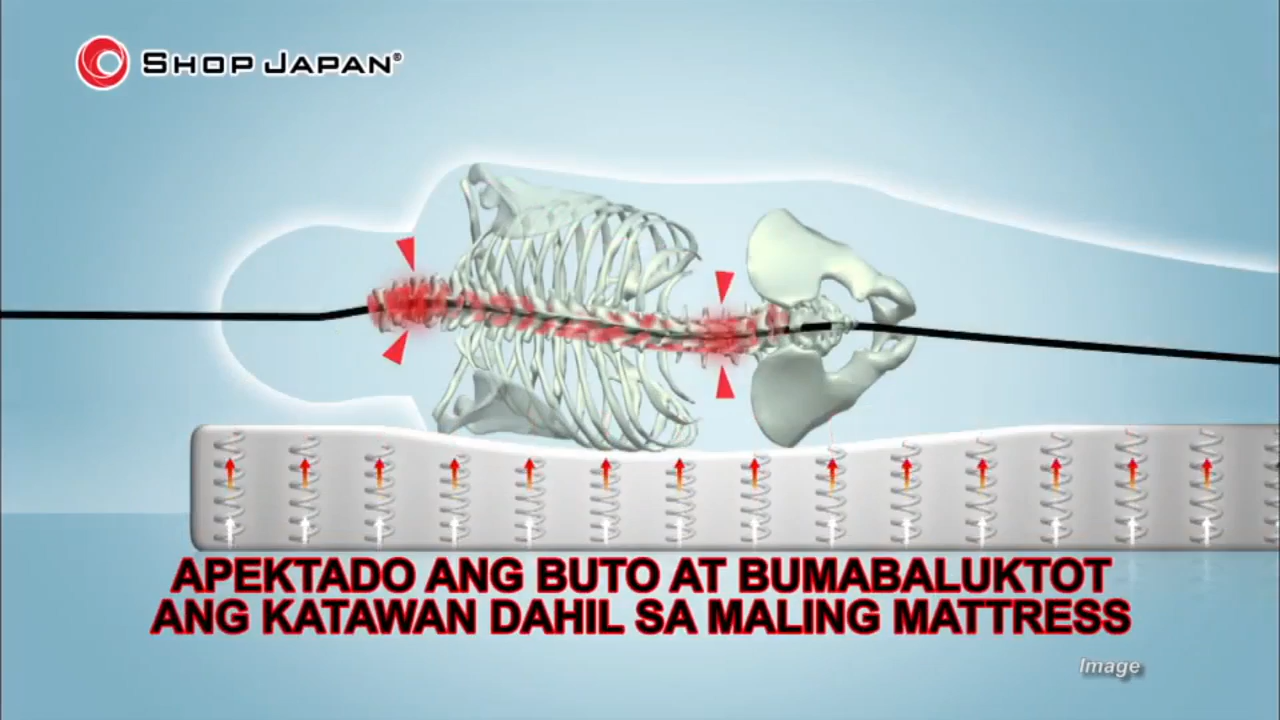 SHOP JAPAN®
APEKTADO ANG BUTO AT BUMABALUKTOT
ANG KATAWAN DAHIL SA MALING MATTRESS
Image